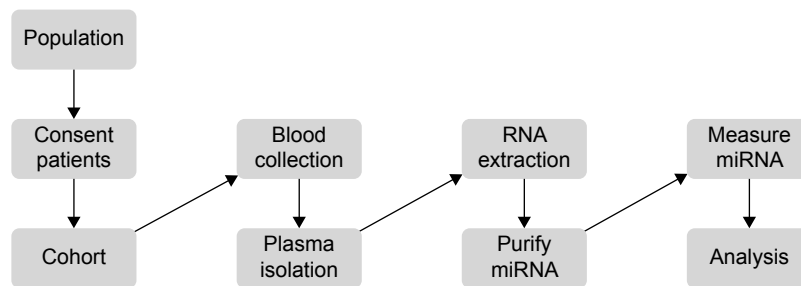 Population
Consent
patients
Cohort
Blood
collection
Plasma
isolation
RNA
extraction
Purify
miRNA
Measure
miRNA
Analysis